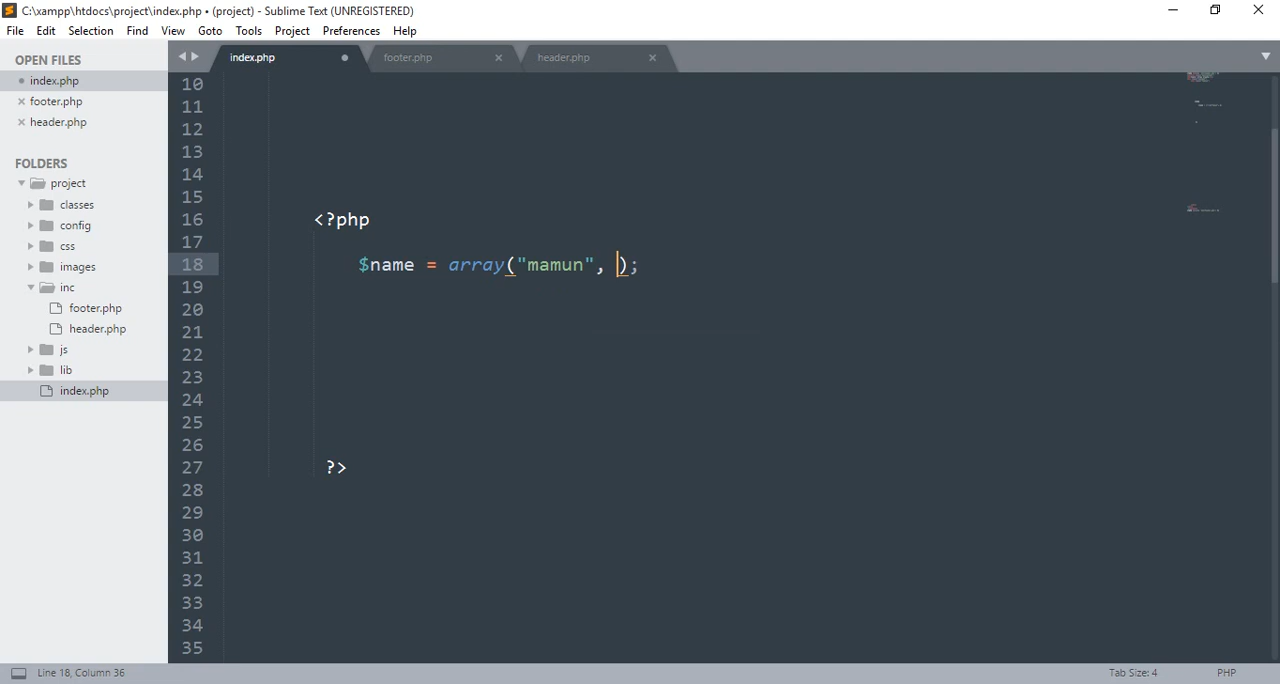 C:\xampp\htdocs\project\index.php • (project) - Sublime Text (UNREGISTERED)
File Edit Selection Find View Goto Tools Project Preferences Help
OPEN FILES
index.php
footer.php
header.php
FOLDERS
project
classes
config
css
images
inc
footer.php
header.php
js
lib
index.php
index.php footer.php header.php
10
11
12
13
14
15
16 <?php
17
18 $name = array("mamun", );
19
20
21
22
23
24
25
26
27 ?>
28
29
30
31
32
33
34
35
Line 18, Column 36 Tab Size: 4 PHP